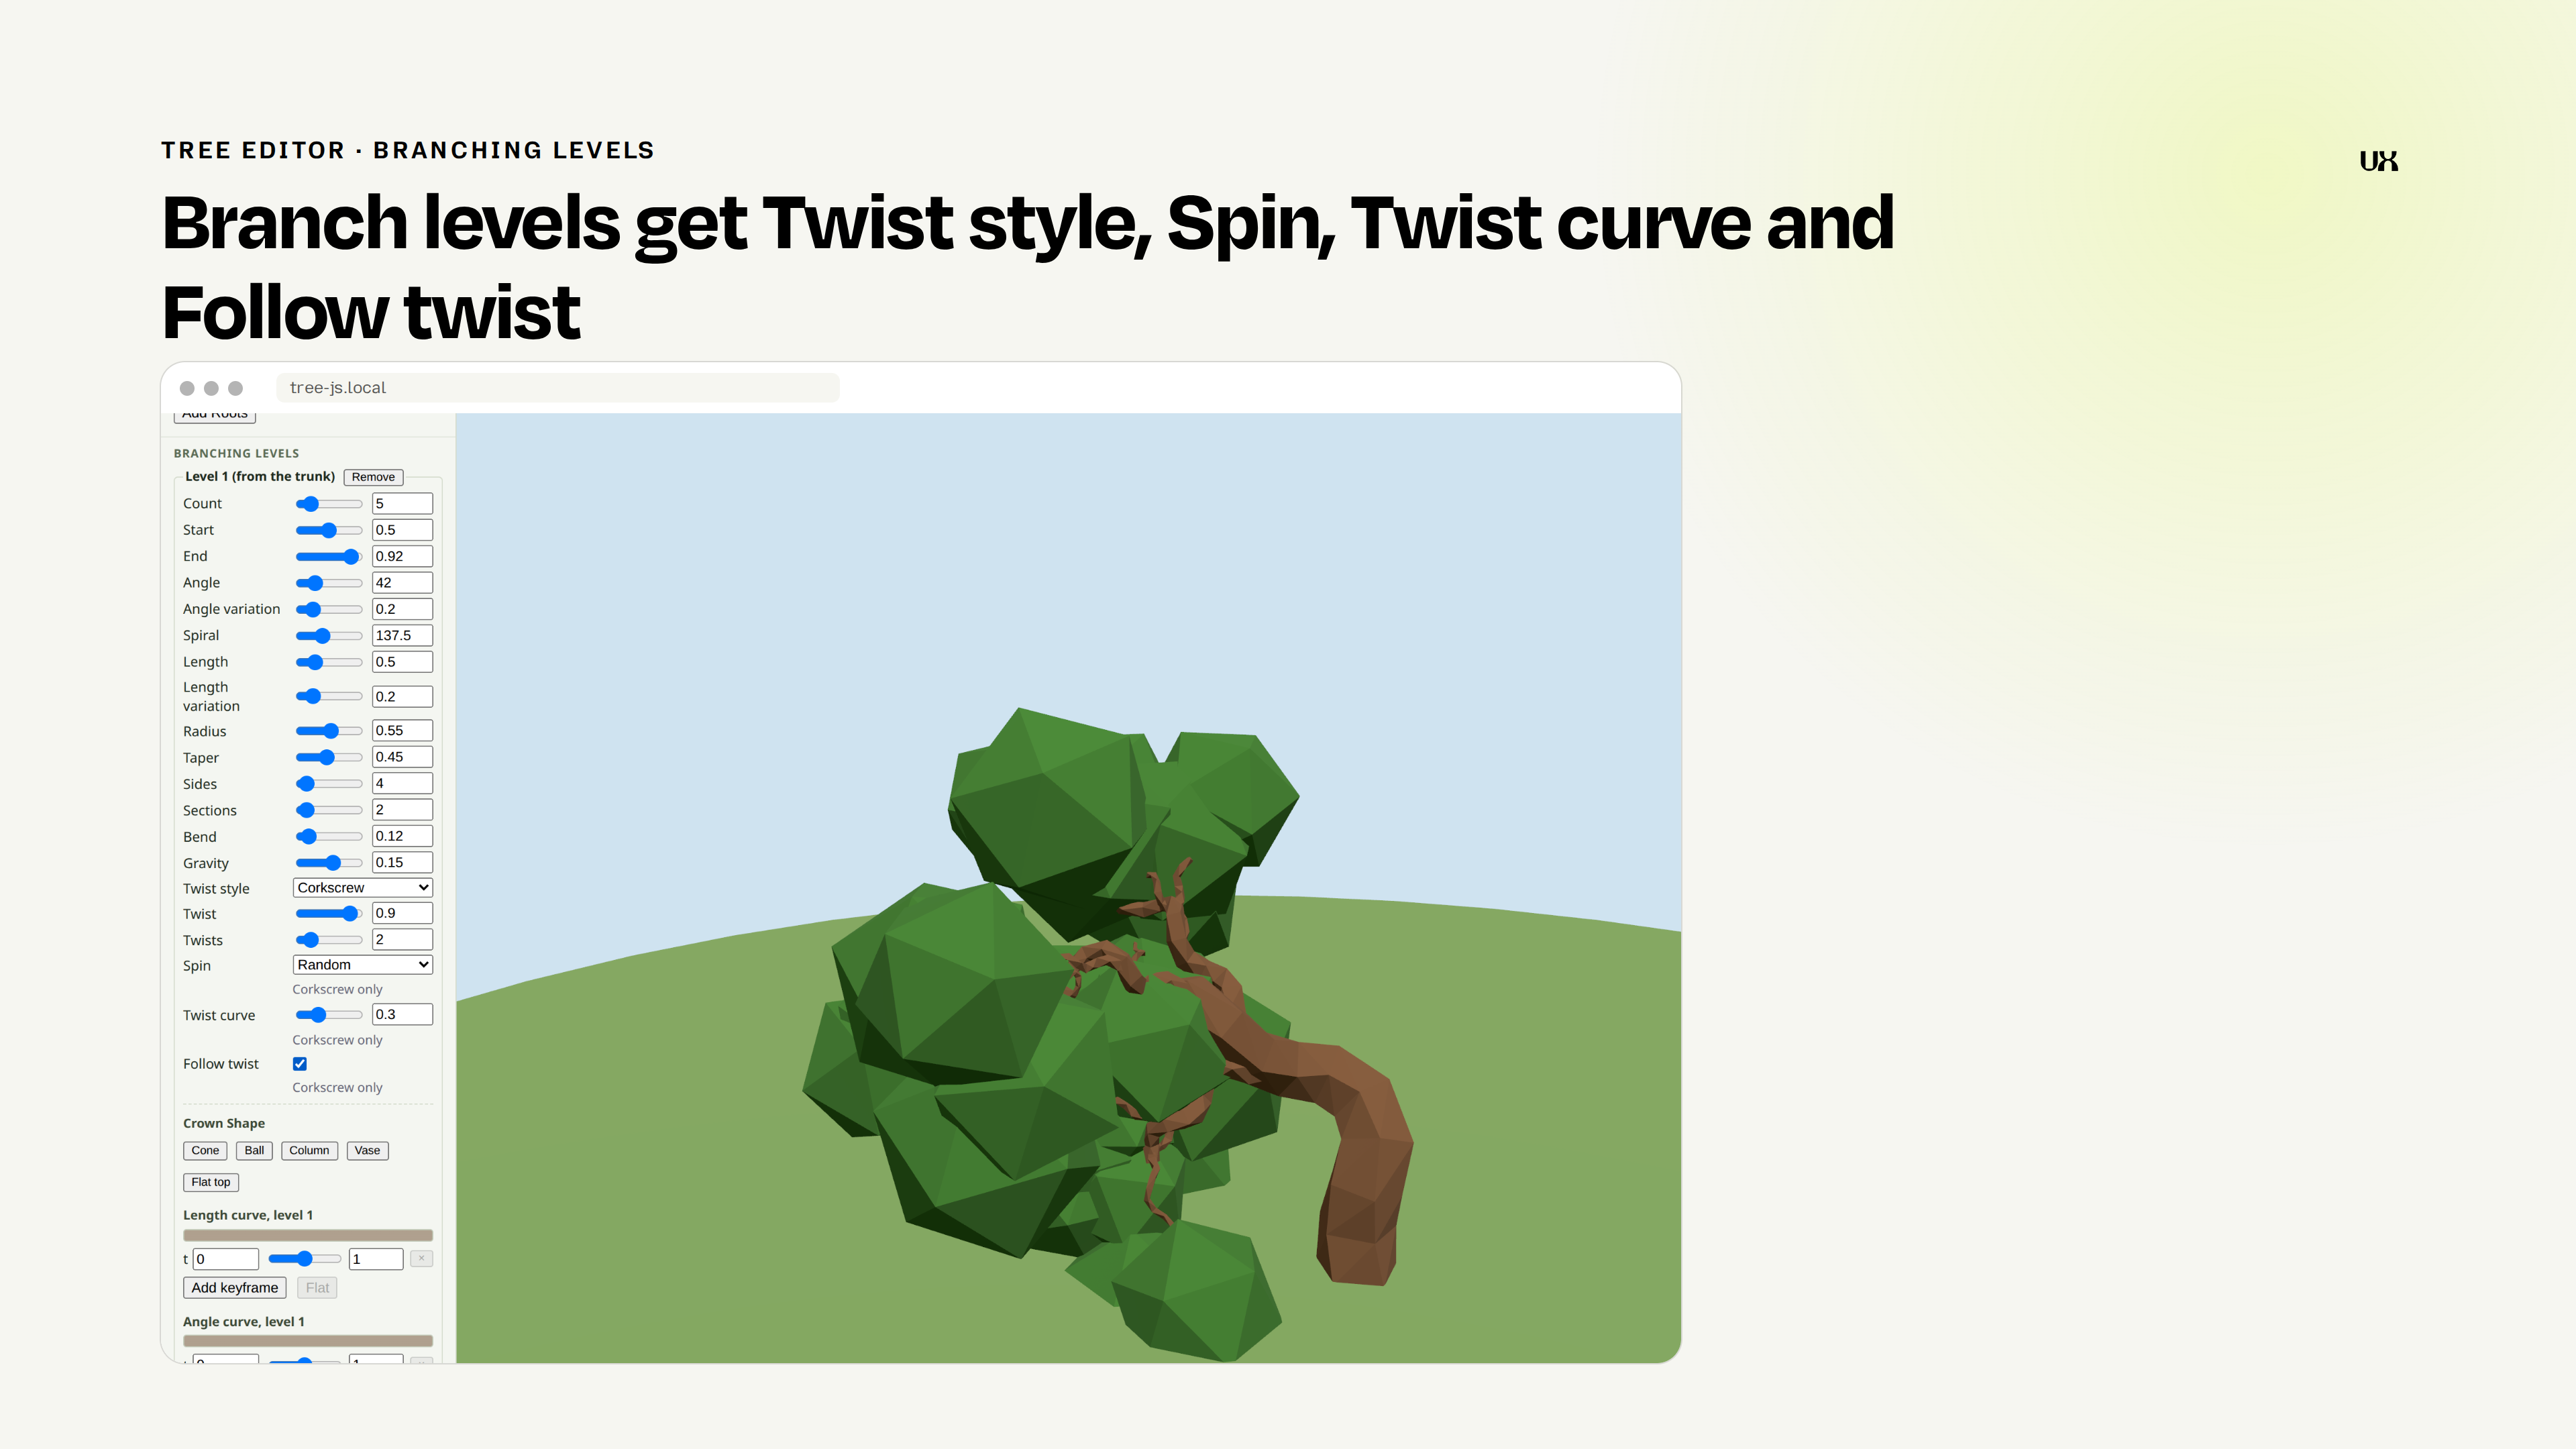 TREE EDITOR · BRANCHING LEVELS
UX
Branch levels get Twist style, Spin, Twist curve and
Follow twist
tree-js.local
Add Roots
BRANCHING LEVELS
Level 1 (from the trunk) Remove
Count 5
Start 0.5
End 0.92
Angle 42
Angle variation 0.2
Spiral 137.5
Length 0.5
Length
variation 0.2
Radius 0.55
Taper 0.45
Sides 4
Sections 2
Bend 0.12
Gravity 0.15
Twist style Corkscrew
Twist 0.9
Twists 2
Spin Random
Corkscrew only
Twist curve 0.3
Corkscrew only
Follow twist
Corkscrew only
Crown Shape
Cone Ball Column Vase
Flat top
Length curve, level 1
t 0 1 ×
Add keyframe Flat
Angle curve, level 1